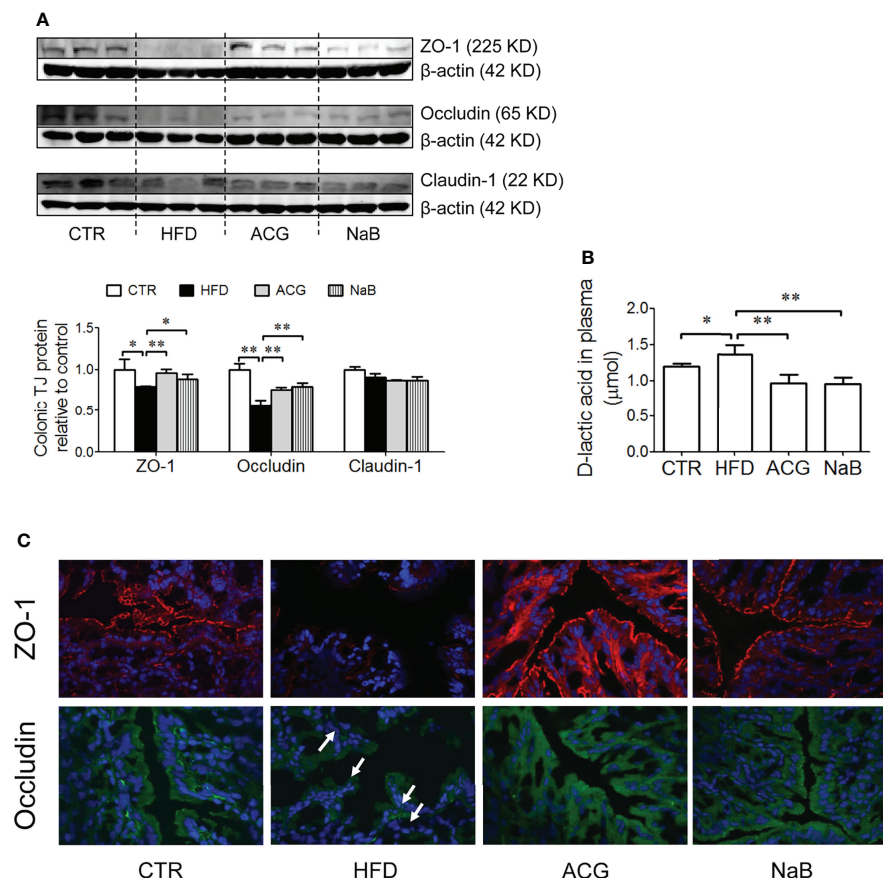 A
ZO-1 (225 KD)
β-actin (42 KD)
Occludin (65 KD)
β-actin (42 KD)
Claudin-1 (22 KD)
β-actin (42 KD)
CTR HFD ACG NaB
CTR HFD ACG NaB
Colonic TJ protein
relative to control
1.5
1.0
0.5
0.0
* ** *
** ** **
ZO-1 Occludin Claudin-1
B
D-lactic acid in plasma
(μmol)
2.0
1.5
1.0
0.5
0.0
* ** **
CTR HFD ACG NaB
C
ZO-1
Occludin
CTR HFD ACG NaB